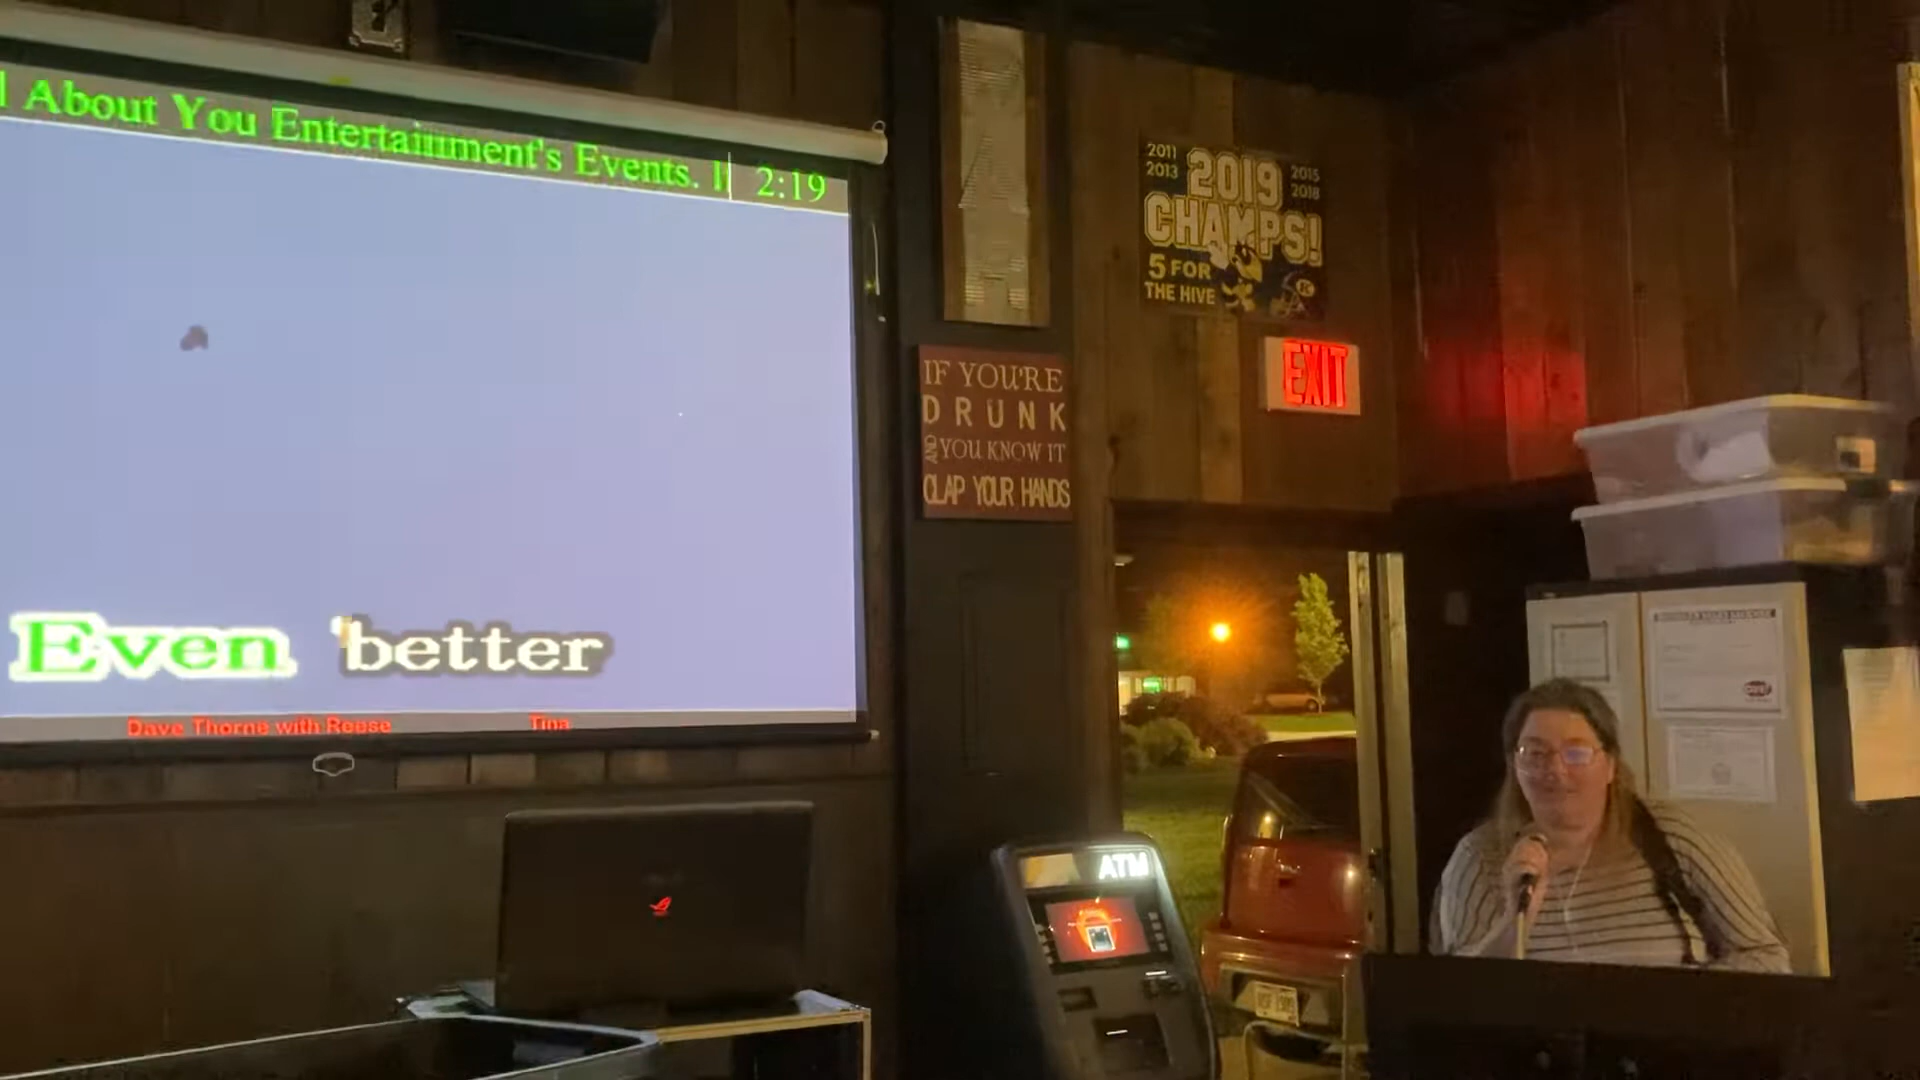 About You Entertainment's Events.
2:19
Even better
Dave Thorne with Reese
Tina
2011
2013
2019
2015
2018
CHAMPS!
5 FOR
THE HIVE
EXIT
IF YOU'RE
DRUNK
AND YOU KNOW IT
CLAP YOUR HANDS
ATM